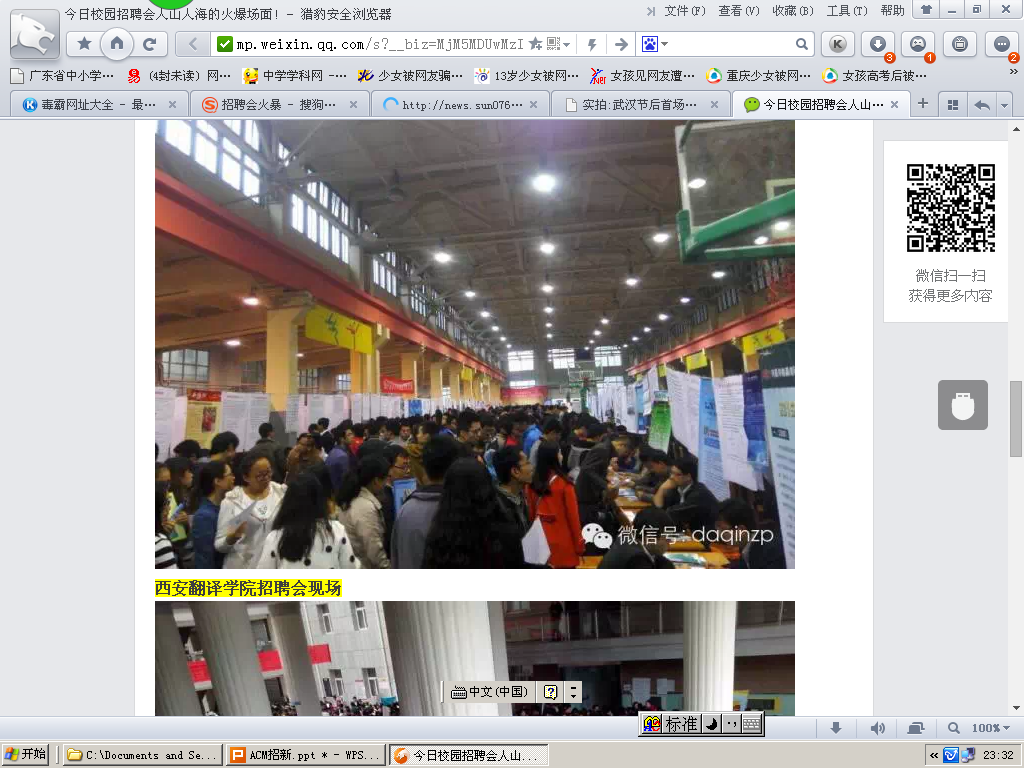 今日校园招聘会人山人海的火爆场面! - 猎豹安全浏览器
文件(F) 查看(V) 收藏(B) 工具(T) 帮助
mp.weixin.qq.com/s?__biz=MjM5MDUwMzI
3 1 2
广东省中小学··· (4封未读) 网··· 中学学科网 -··· 少女被网友骗··· 13岁少女被网··· 女孩见网友遭··· 重庆少女被网··· 女孩高考后被···
毒霸网址大全 - 最··· 招聘会火暴 - 搜狗··· http://news.sun076··· 实拍:武汉节后首场··· 今日校园招聘会人山···
微信扫一扫
获得更多内容
微信号: daqinzp
西安翻译学院招聘会现场
中文(中国)
标准
100%
开始 C:\Documents and Se... ACM招新.ppt * - WPS... 今日校园招聘会人山...
23:32